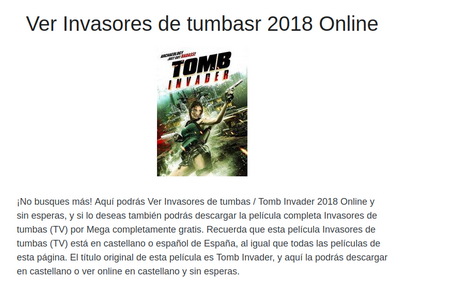 Ver Invasores de tumbasr 2018 Online
ARCHAEOLOGY
JUST GOT BADASS!
TOMB
INVADER
¡No busques más! Aquí podrás Ver Invasores de tumbas / Tomb Invader 2018 Online y
sin esperas, y si lo deseas también podrás descargar la película completa Invasores de
tumbas (TV) por Mega completamente gratis. Recuerda que esta película Invasores de
tumbas (TV) está en castellano o español de España, al igual que todas las películas de
esta página. El título original de esta película es Tomb Invader, y aquí la podrás descargar
en castellano o ver online en castellano y sin esperas.